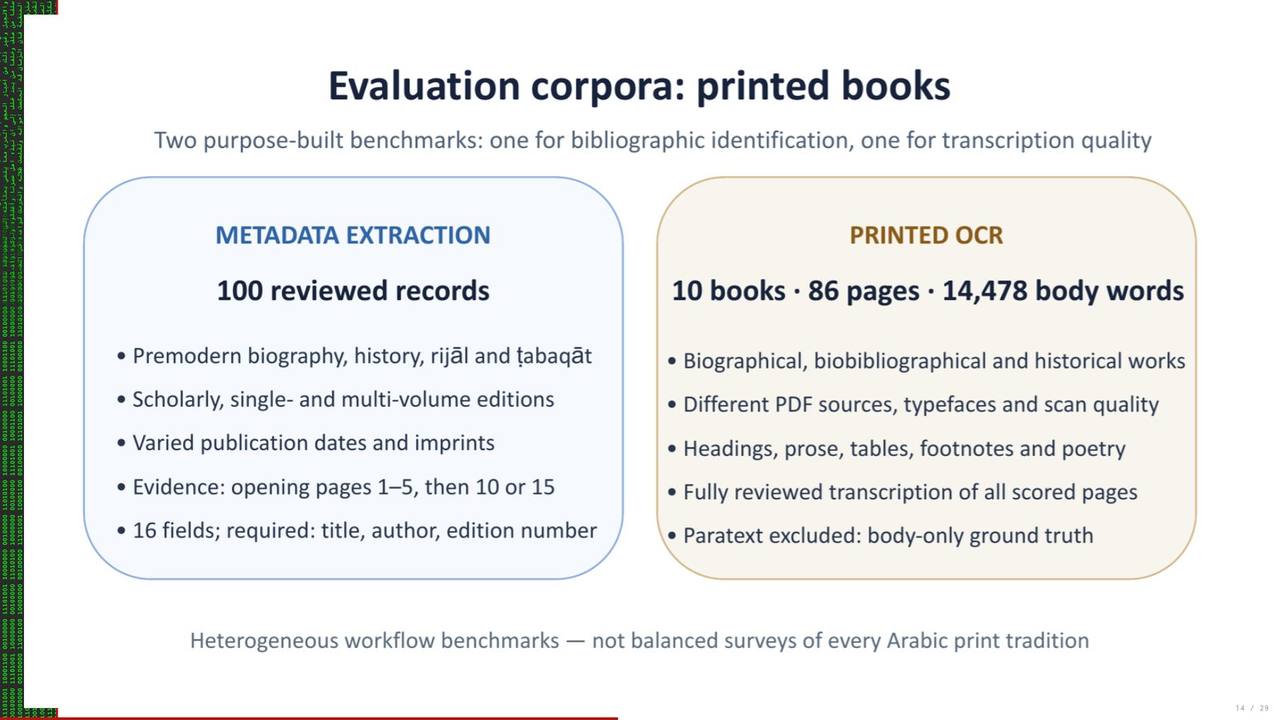 Evaluation corpora: printed books
Two purpose-built benchmarks: one for bibliographic identification, one for transcription quality
METADATA EXTRACTION
100 reviewed records
• Premodern biography, history, rijāl and ṭabaqāt
• Scholarly, single- and multi-volume editions
• Varied publication dates and imprints
• Evidence: opening pages 1–5, then 10 or 15
• 16 fields; required: title, author, edition number
PRINTED OCR
10 books · 86 pages · 14,478 body words
• Biographical, biobibliographical and historical works
• Different PDF sources, typefaces and scan quality
• Headings, prose, tables, footnotes and poetry
• Fully reviewed transcription of all scored pages
• Paratext excluded: body-only ground truth
Heterogeneous workflow benchmarks — not balanced surveys of every Arabic print tradition
14 / 29